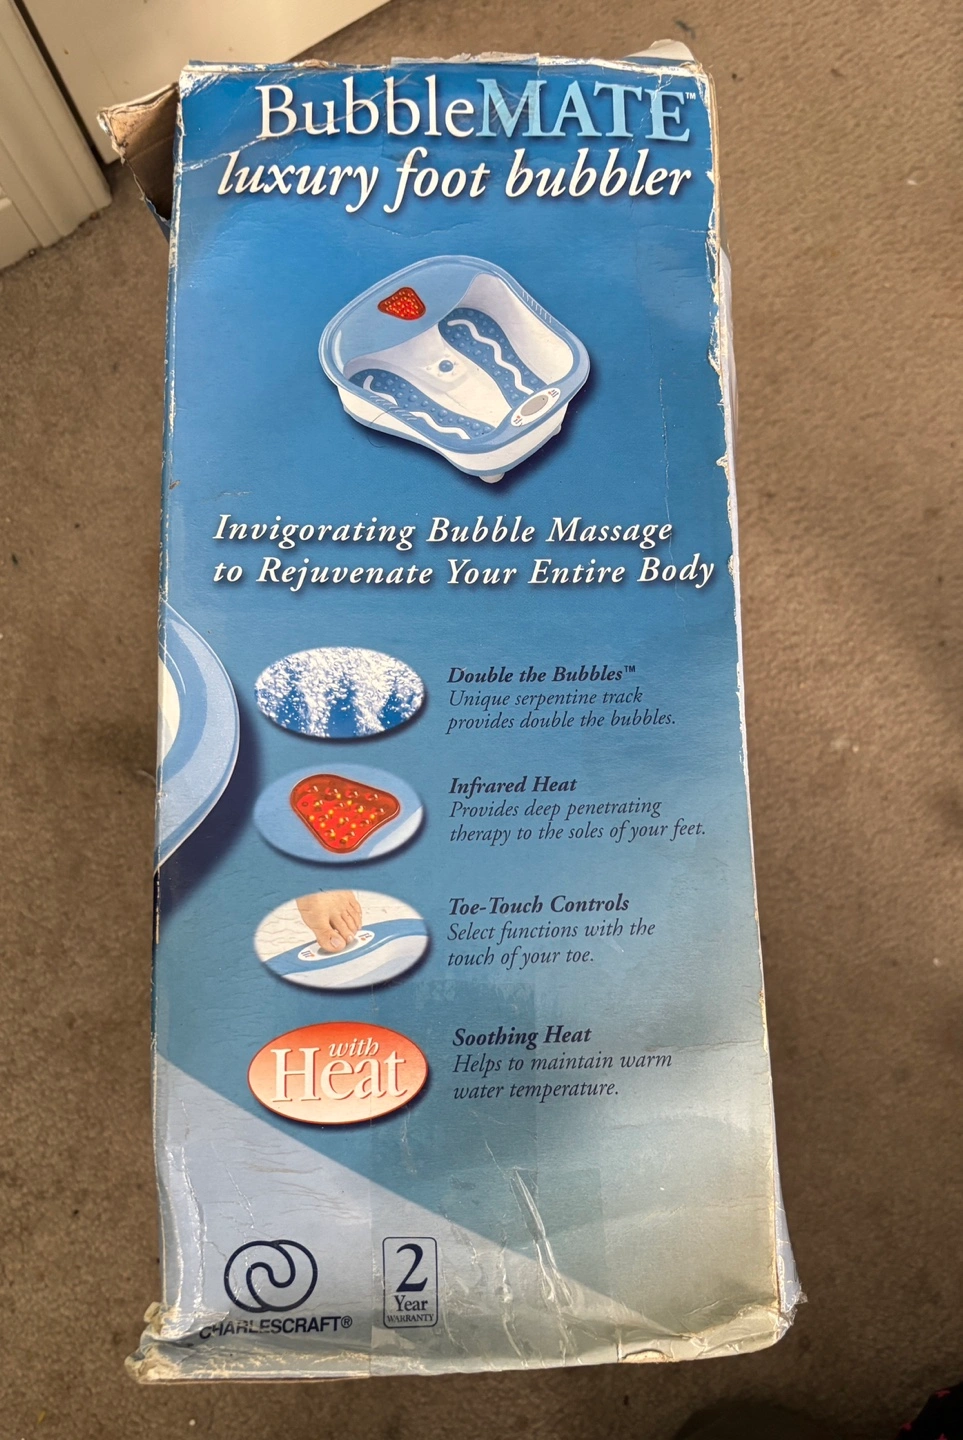 BubbleMATE™
luxury foot bubbler
Invigorating Bubble Massage
to Rejuvenate Your Entire Body
Double the Bubbles™
Unique serpentine track
provides double the bubbles.
Infrared Heat
Provides deep penetrating
therapy to the soles of your feet.
Toe-Touch Controls
Select functions with the
touch of your toe.
with
Heat
Soothing Heat
Helps to maintain warm
water temperature.
CHARLESCRAFT®
2
Year
WARRANTY